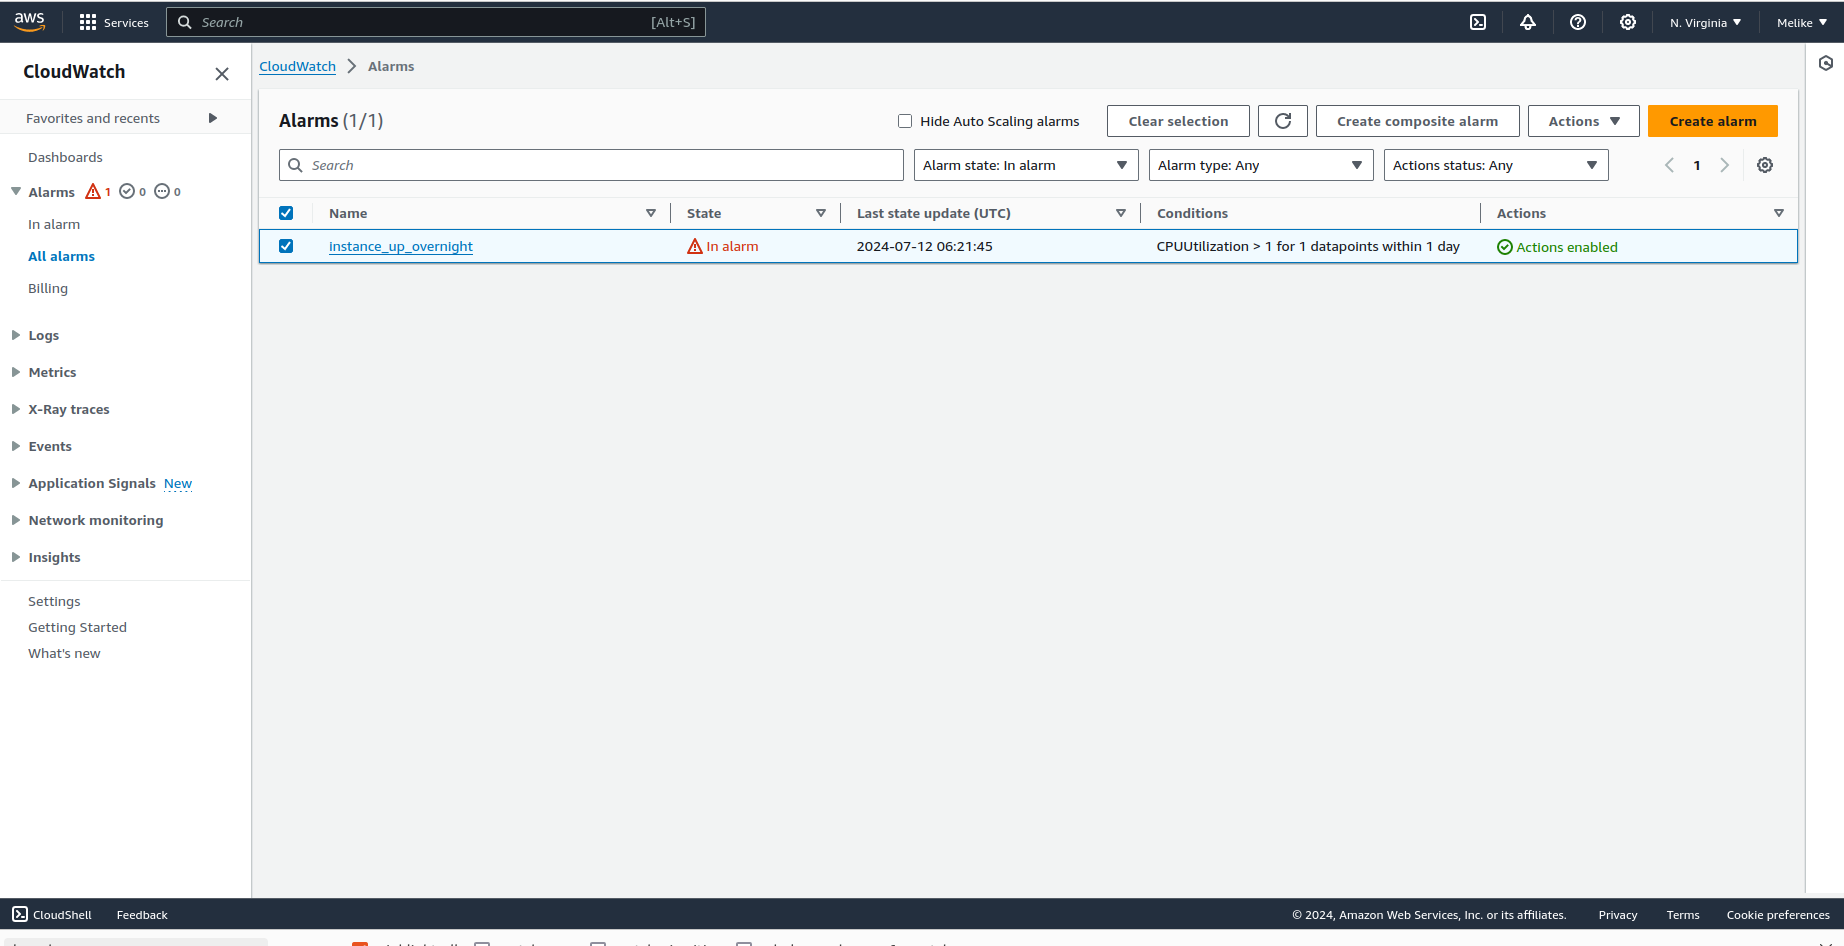 aws Services Search [Alt+S] N. Virginia Melike
CloudWatch
Favorites and recents
Dashboards
Alarms 1 0 0
In alarm
All alarms
Billing
Logs
Metrics
X-Ray traces
Events
Application Signals New
Network monitoring
Insights
Settings
Getting Started
What's new
CloudWatch Alarms
Alarms (1/1) Hide Auto Scaling alarms Clear selection Create composite alarm Actions Create alarm
Search Alarm state: In alarm Alarm type: Any Actions status: Any 1
Name State Last state update (UTC) Conditions Actions
instance_up_overnight In alarm 2024-07-12 06:21:45 CPUUtilization > 1 for 1 datapoints within 1 day Actions enabled
CloudShell Feedback © 2024, Amazon Web Services, Inc. or its affiliates. Privacy Terms Cookie preferences